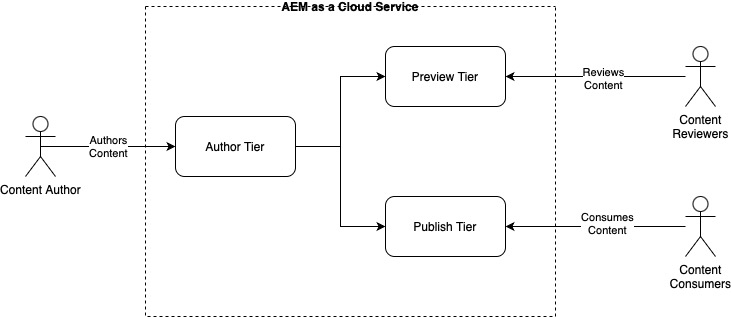 AEM as a Cloud Service
Preview Tier
Reviews
Content
Content
Reviewers
Authors
Content
Author Tier
Content Author
Publish Tier
Consumes
Content
Content
Consumers